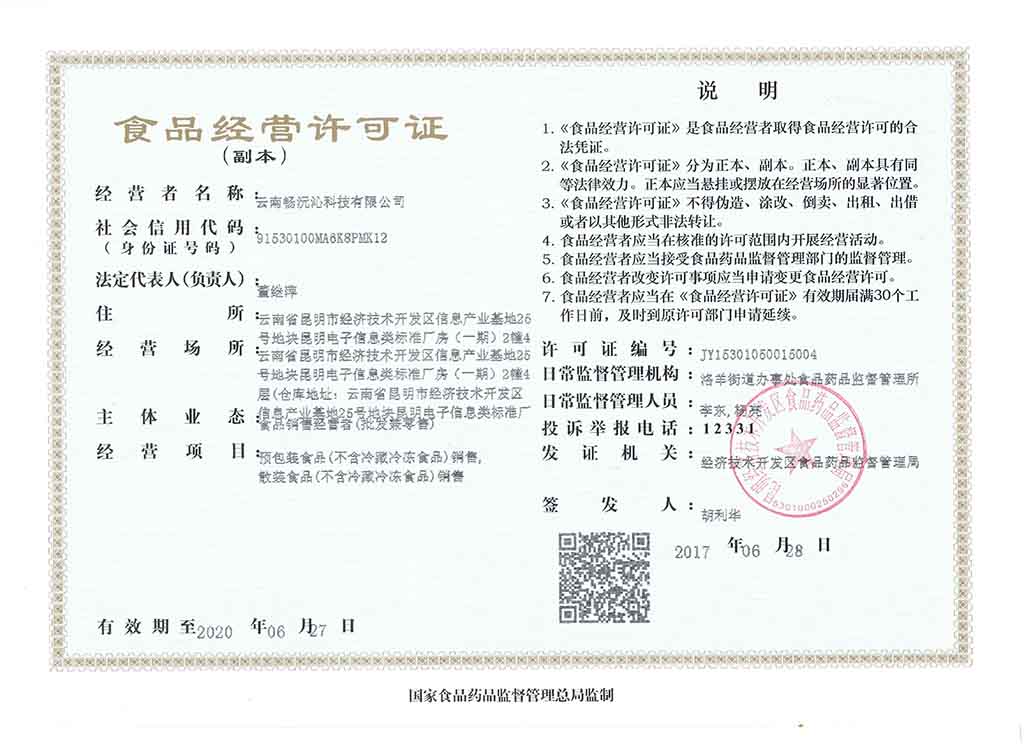 食品经营许可证
（副本）
经营者名称：云南畅沅沁科技有限公司
社会信用代码：91530100MA6K8PMX12
（身份证号码）
法定代表人（负责人）：董继萍
住所：云南省昆明市经济技术开发区信息产业基地25
号地块昆明电子信息类标准厂房（一期）2幢4
经营场所：云南省昆明市经济技术开发区信息产业基地25
号地块昆明电子信息类标准厂房（一期）2幢4
层(仓库地址：云南省昆明市经济技术开发区
信息产业基地25号地块昆明电子信息类标准厂
主体业态：食品销售经营者(批发兼零售)
经营项目：预包装食品(不含冷藏冷冻食品)销售,
散装食品(不含冷藏冷冻食品)销售
有效期至2020年06月27日
说明
1.《食品经营许可证》是食品经营者取得食品经营许可的合
法凭证。
2.《食品经营许可证》分为正本、副本。正本、副本具有同
等法律效力。正本应当悬挂或摆放在经营场所的显著位置。
3.《食品经营许可证》不得伪造、涂改、倒卖、出租、出借
或者以其他形式非法转让。
4. 食品经营者应当在核准的许可范围内开展经营活动。
5. 食品经营者应当接受食品药品监督管理部门的监督管理。
6. 食品经营者改变许可事项应当申请变更食品经营许可。
7. 食品经营者应当在《食品经营许可证》有效期届满30个工
作日前，及时到原许可部门申请延续。
许可证编号：JY15301050015004
日常监督管理机构：洛羊街道办事处食品药品监督管理所
日常监督管理人员：李东, 杨亮
投诉举报电话：12331
发证机关：经济技术开发区食品药品监督管理局
签发人：胡利华
2017年06月28日
国家食品药品监督管理总局监制